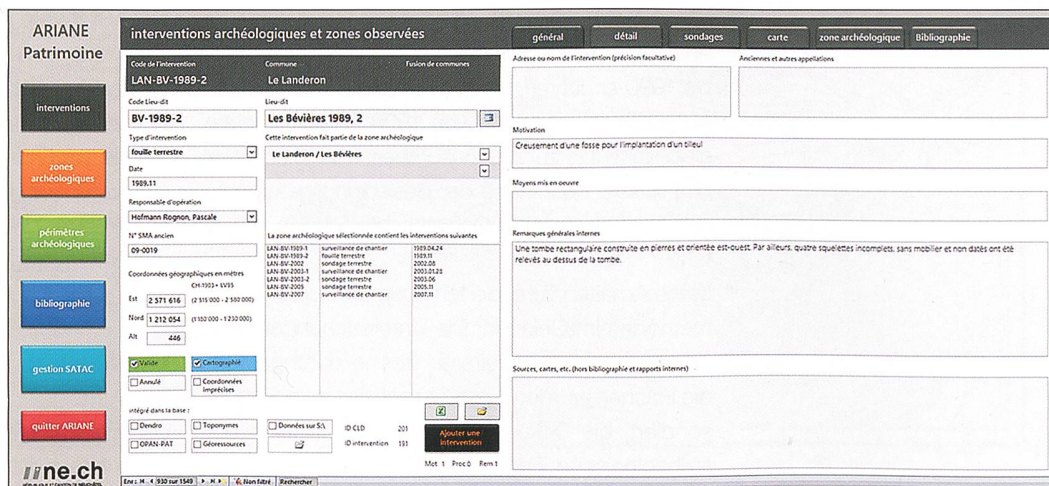 ARIANE
Patrimoine
interventions
zones
archéologiques
périmètres
archéologiques
bibliographie
gestion SATAC
quitter ARIANE
ne.ch
interventions archéologiques et zones observées
général
détail
sondages
carte
zone archéologique
Bibliographie
Code de l'intervention
Commune
Fusion de communes
LAN-BV-1989-2
Le Landeron
Code Lieu-dit
Lieu-dit
BV-1989-2
Les Bévières 1989, 2
Type d'intervention
Cette intervention fait partie de la zone archéologique
fouille terrestre
Le Landeron / Les Bévières
Date
1989.11
Responsable d'opération
Hofmann Rognon, Pascale
N° SMA ancien
09-0019
La zone archéologique sélectionnée contient les interventions suivantes
LAN-BV-1989-1 surveillance de chantier 1989.04.24
LAN-BV-1989-2 fouille terrestre 1989.11
LAN-BV-2002 sondage terrestre 2002.08
LAN-BV-2003-1 surveillance de chantier 2003.01.28
LAN-BV-2003-2 sondage terrestre 2003.06
LAN-BV-2005 sondage terrestre 2005.11
LAN-BV-2007 surveillance de chantier 2007.11
Coordonnées géographiques en mètres
CH-1903+ LV95
Est 2 571 616 (2 515 000 - 2 580 000)
Nord 1 212 054 (1 180 000 - 1 230 000)
Alt 446
Valide
Cartographié
Annulé
Coordonnées
imprécises
intégré dans la base :
Dendro
Toponymes
Données sur S:\
OPAN-PAT
Géoressources
ID CLD 201
ID intervention 191
Ajouter une
intervention
Mot 1 Proc 0 Rem 1
Enr : 930 sur 1549 Non filtré Rechercher
Adresse ou nom de l'intervention (précision facultative)
Anciennes et autres appellations
Motivation
Creusement d'une fosse pour l'implantation d'un tilleul
Moyens mis en oeuvre
Remarques générales internes
Une tombe rectangulaire construite en pierres et orientée est-ouest. Par ailleurs, quatre squelettes incomplets, sans mobilier et non datés ont été
relevés au dessus de la tombe.
Sources, cartes, etc. (hors bibliographie et rapports internes)